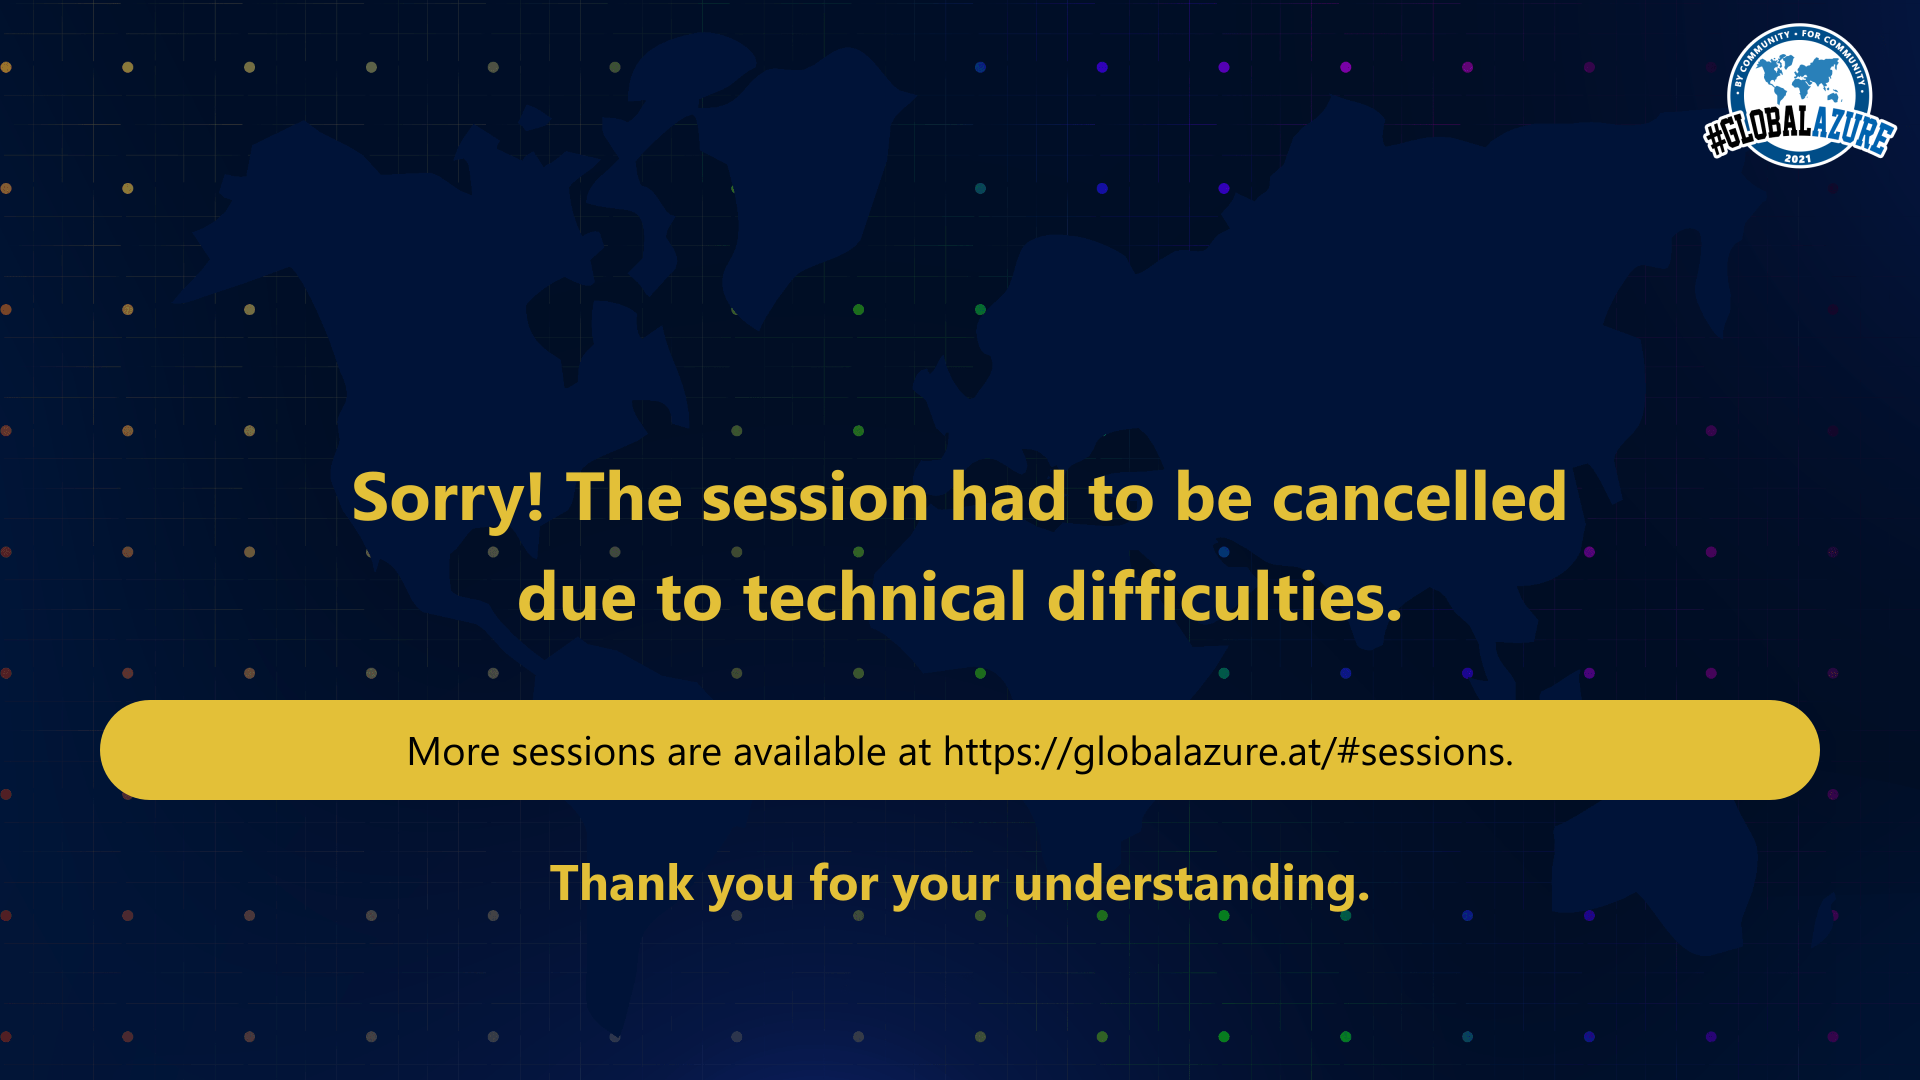 • BY COMMUNITY • FOR COMMUNITY •
#GLOBALAZURE
2021
Sorry! The session had to be cancelled
due to technical difficulties.
More sessions are available at https://globalazure.at/#sessions.
Thank you for your understanding.